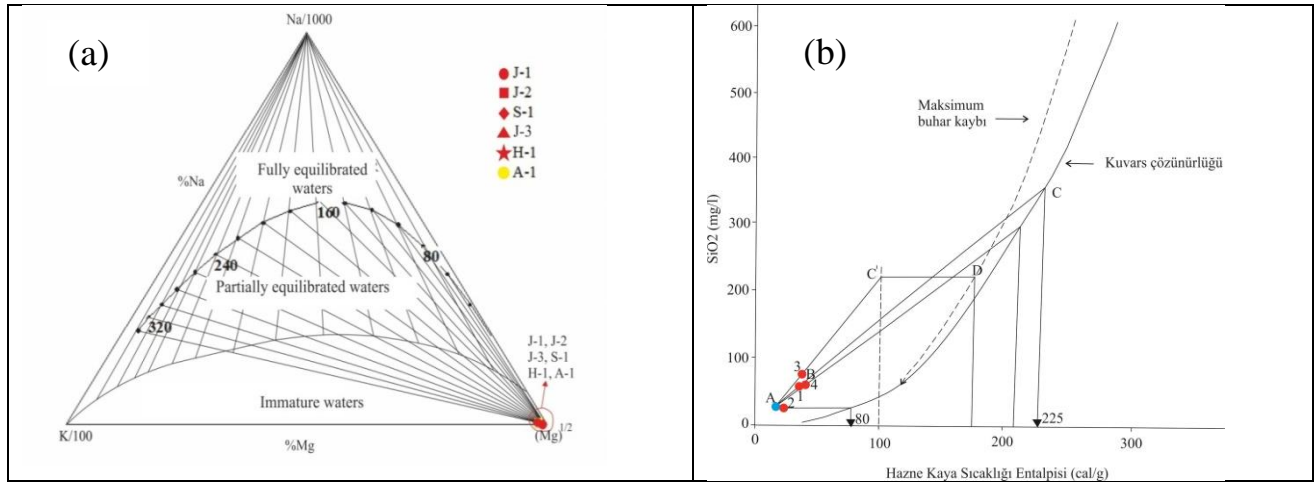 (a)
Na/1000
J-1
J-2
S-1
J-3
H-1
A-1
%Na
Fully equilibrated
waters
160
80
240
Partially equilibrated waters
320
J-1, J-2
J-3, S-1
H-1, A-1
Immature waters
K/100
%Mg
(Mg)1/2
(b)
600
500
400
300
200
100
0
SiO2 (mg/l)
Maksimum
buhar kaybı
Kuvars çözünürlüğü
C
C'
D
3
B
4
A
1
2
80
225
0
100
200
300
Hazne Kaya Sıcaklığı Entalpisi (cal/g)